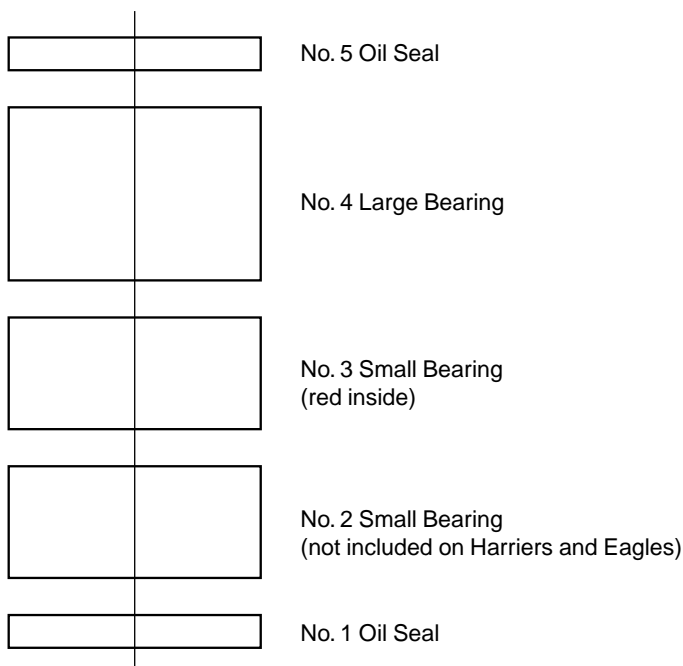 No. 5 Oil Seal
No. 4 Large Bearing
No. 3 Small Bearing
(red inside)
No. 2 Small Bearing
(not included on Harriers and Eagles)
No. 1 Oil Seal